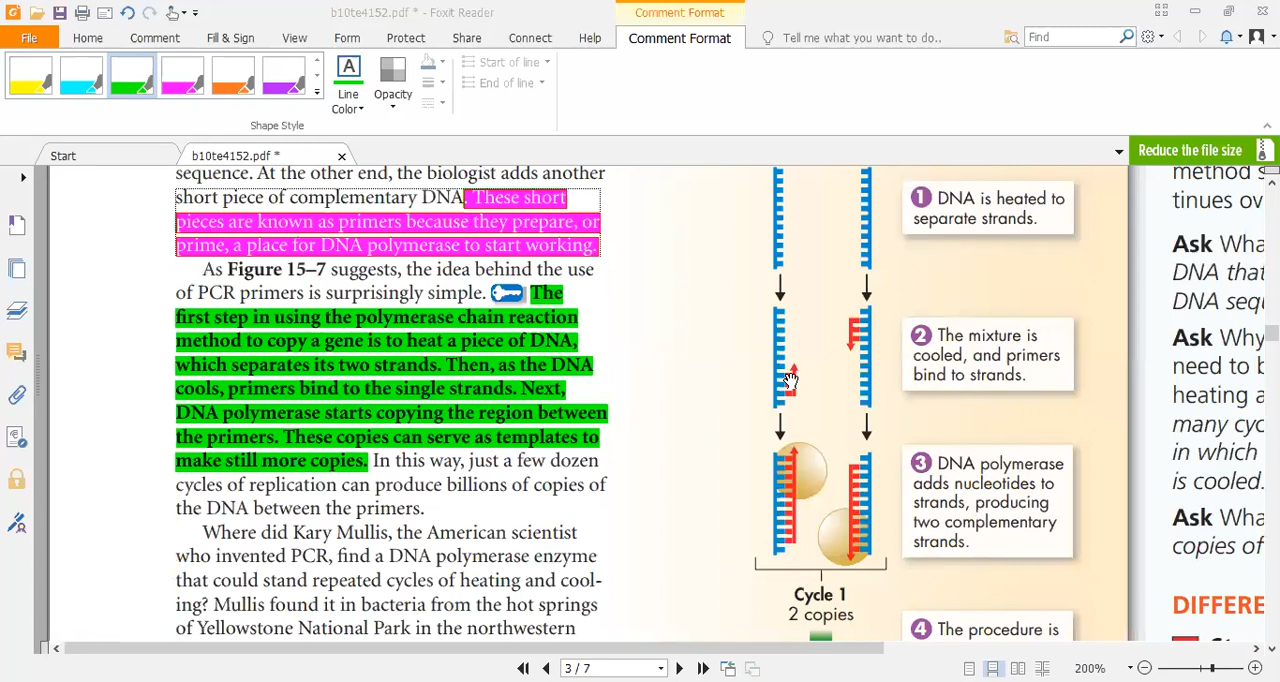 b10te4152.pdf * - Foxit Reader
Comment Format
File
Home
Comment
Fill & Sign
View
Form
Protect
Share
Connect
Help
Comment Format
Tell me what you want to do..
Find
Line
Color
Opacity
Start of line
End of line
Shape Style
Start
b10te4152.pdf *
Reduce the file size
sequence. At the other end, the biologist adds another
short piece of complementary DNA. These short
pieces are known as primers because they prepare, or
prime, a place for DNA polymerase to start working.
As Figure 15–7 suggests, the idea behind the use
of PCR primers is surprisingly simple. The
first step in using the polymerase chain reaction
method to copy a gene is to heat a piece of DNA,
which separates its two strands. Then, as the DNA
cools, primers bind to the single strands. Next,
DNA polymerase starts copying the region between
the primers. These copies can serve as templates to
make still more copies. In this way, just a few dozen
cycles of replication can produce billions of copies of
the DNA between the primers.
Where did Kary Mullis, the American scientist
who invented PCR, find a DNA polymerase enzyme
that could stand repeated cycles of heating and cool-
ing? Mullis found it in bacteria from the hot springs
of Yellowstone National Park in the northwestern
1 DNA is heated to
separate strands.
2 The mixture is
cooled, and primers
bind to strands.
3 DNA polymerase
adds nucleotides to
strands, producing
two complementary
strands.
Cycle 1
2 copies
4 The procedure is
method s
tinues ov
Ask Wha
DNA that
DNA sequ
Ask Why
need to b
heating a
many cyc
in which
is cooled.
Ask Wha
copies of
DIFFERE
3 / 7
200%